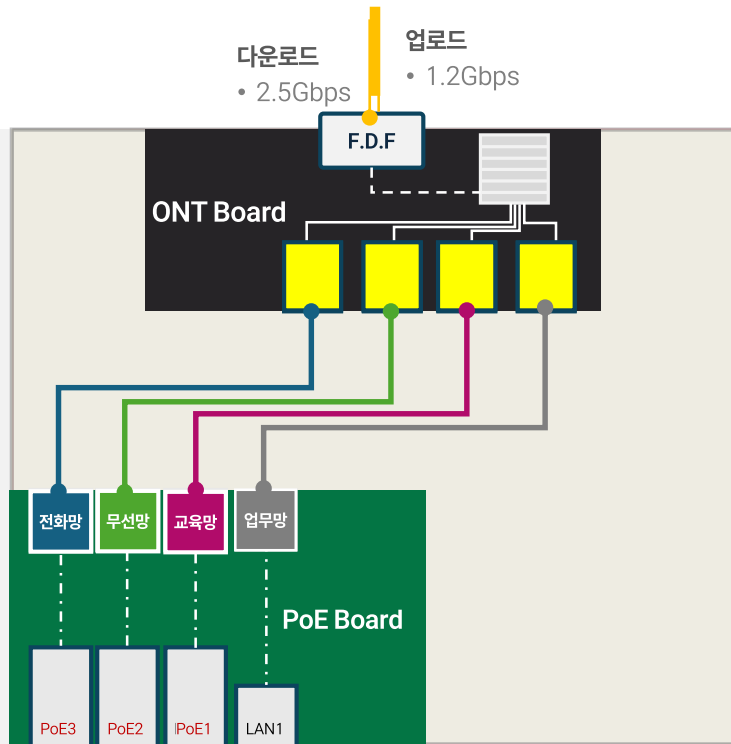 다운로드
• 2.5Gbps
업로드
• 1.2Gbps
F.D.F
ONT Board
전화망
무선망
교육망
업무망
PoE Board
PoE3
PoE2
PoE1
LAN1